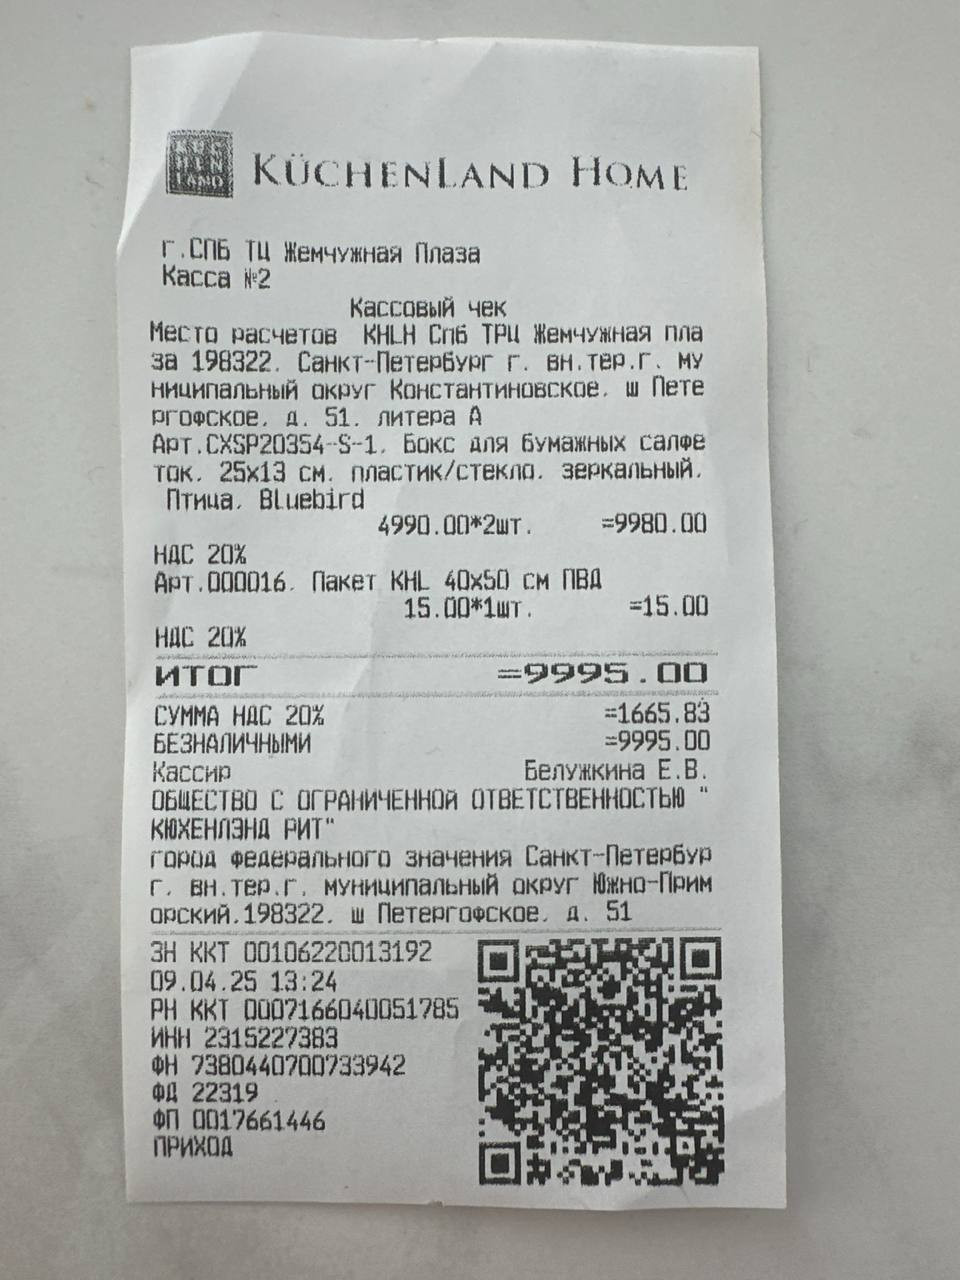 KÜCHENLAND HOME
г.СПБ ТЦ Жемчужная Плаза
Касса №2
Кассовый чек
Место расчетов KHLH Спб ТРЦ Жемчужная пла
за 198322, Санкт-Петербург г, вн.тер.г. му
ниципальный округ Константиновское, ш Пете
ргофское, д. 51, литера А
Арт.CXSP20354-S-1, Бокс для бумажных салфе
ток, 25х13 см, пластик/стекло, зеркальный,
Птица, Bluebird
4990.00*2шт. =9980.00
НДС 20%
Арт.000016, Пакет KHL 40х50 см ПВД
15.00*1шт. =15.00
НДС 20%
ИТОГ =9995.00
СУММА НДС 20% =1665.83
БЕЗНАЛИЧНЫМИ =9995.00
Кассир Белужкина Е.В.
ОБЩЕСТВО С ОГРАНИЧЕННОЙ ОТВЕТСТВЕННОСТЬЮ "
КЮХЕНЛЭНД РИТ"
город федерального значения Санкт-Петербур
г, вн.тер.г. муниципальный округ Южно-Прим
орский,198322, ш Петергофское, д. 51
ЗН ККТ 00106220013192
09.04.25 13:24
РН ККТ 0007166040051785
ИНН 2315227383
ФН 7380440700733942
ФД 22319
ФП 0017661446
ПРИХОД